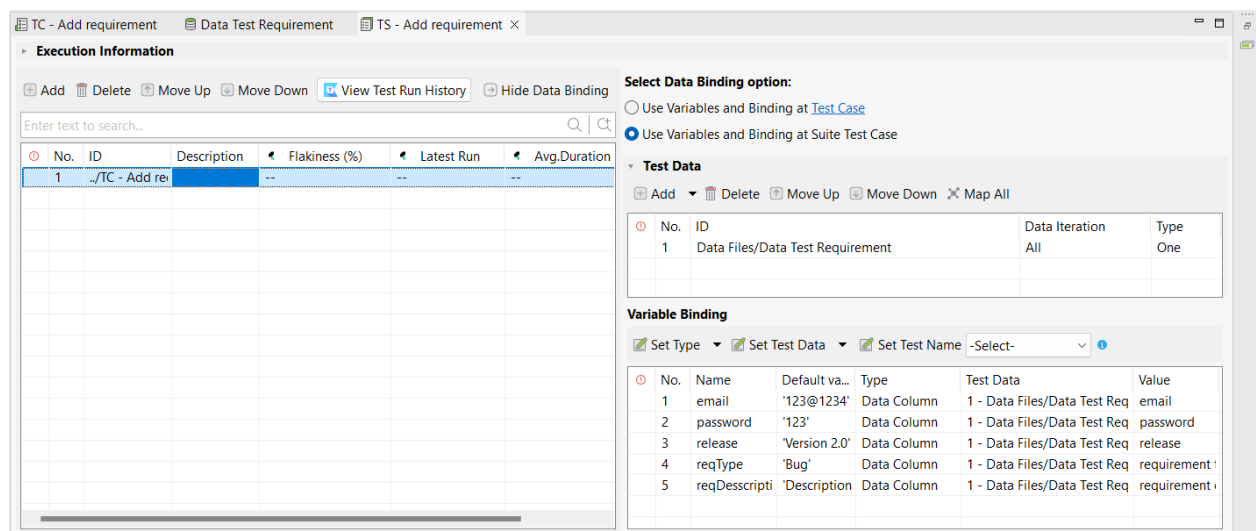 TC - Add requirement Data Test Requirement TS - Add requirement
Execution Information
Add Delete Move Up Move Down View Test Run History Hide Data Binding
Enter text to search...
No. ID Description Flakiness (%) Latest Run Avg.Duration
1 ../TC - Add re -- -- --
Select Data Binding option:
Use Variables and Binding at Test Case
Use Variables and Binding at Suite Test Case
Test Data
Add Delete Move Up Move Down Map All
No. ID Data Iteration Type
1 Data Files/Data Test Requirement All One
Variable Binding
Set Type Set Test Data Set Test Name -Select-
No. Name Default va... Type Test Data Value
1 email '123@1234' Data Column 1 - Data Files/Data Test Req email
2 password '123' Data Column 1 - Data Files/Data Test Req password
3 release 'Version 2.0' Data Column 1 - Data Files/Data Test Req release
4 reqType 'Bug' Data Column 1 - Data Files/Data Test Req requirement
5 reqDesscripti 'Description Data Column 1 - Data Files/Data Test Req requirement